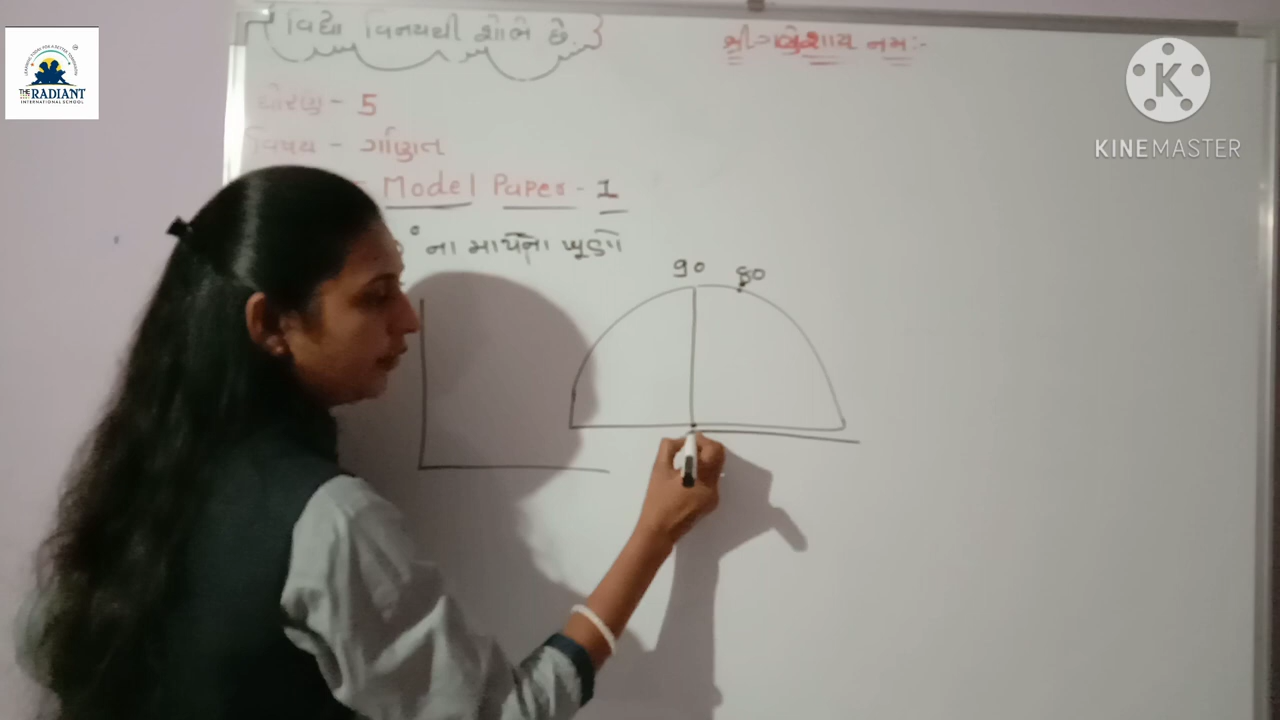 વિદ્યા વિનયથી શોભે છે.
શ્રી ગણેશાય નમઃ-
ધોરણ - 5
વિષય - ગણિત
- Model Paper - 1
° ના માપનો ખૂણો
90 80
THE RADIANT
INTERNATIONAL SCHOOL
K
KINEMASTER